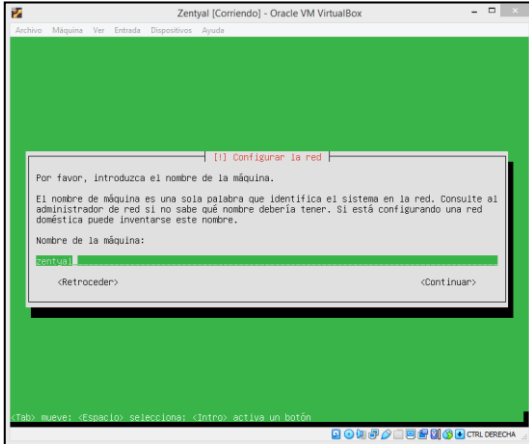 Zentyal [Corriendo] - Oracle VM VirtualBox
Archivo Máquina Ver Entrada Dispositivos Ayuda
[!] Configurar la red
Por favor, introduzca el nombre de la máquina.
El nombre de máquina es una sola palabra que identifica el sistema en la red. Consulte al
administrador de red si no sabe qué nombre debería tener. Si está configurando una red
doméstica puede inventarse este nombre.
Nombre de la máquina:
zentyal
<Retroceder> <Continuar>
<Tab> mueve; <Espacio> selecciona; <Intro> activa un botón
CTRL DERECHA